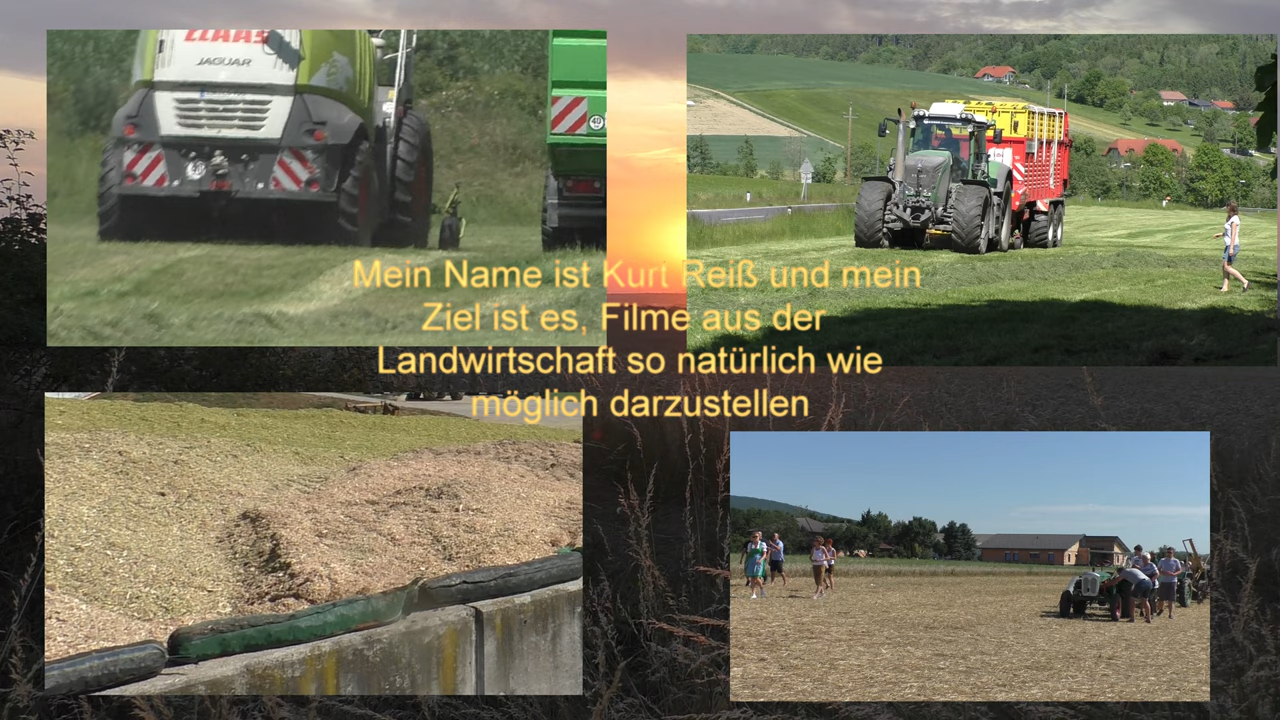 CLAAS
JAGUAR
40
Mein Name ist Kurt Reiß und mein
Ziel ist es, Filme aus der
Landwirtschaft so natürlich wie
möglich darzustellen